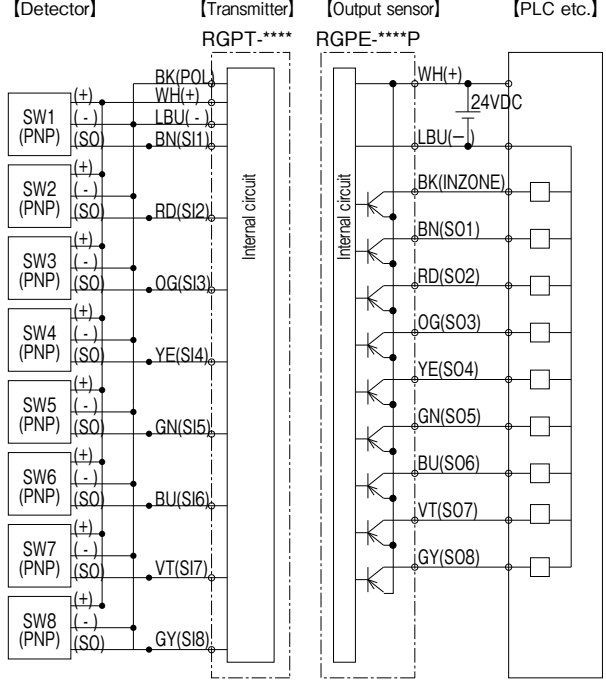 【Detector】 【Transmitter】 【Output sensor】 【PLC etc.】
RGPT-**** RGPE-****P
BK(POL)
WH(+)
LBU( - )
BN(SI1)
RD(SI2)
OG(SI3)
YE(SI4)
GN(SI5)
BU(SI6)
VT(SI7)
GY(SI8)
SW1
(PNP)
(+)
( - )
(SO)
SW2
(PNP)
(+)
( - )
(SO)
SW3
(PNP)
(+)
( - )
(SO)
SW4
(PNP)
(+)
( - )
(SO)
SW5
(PNP)
(+)
( - )
(SO)
SW6
(PNP)
(+)
( - )
(SO)
SW7
(PNP)
(+)
( - )
(SO)
SW8
(PNP)
(+)
( - )
(SO)
Internal circuit
Internal circuit
WH(+)
24VDC
LBU(−)
BK(INZONE)
BN(SO1)
RD(SO2)
OG(SO3)
YE(SO4)
GN(SO5)
BU(SO6)
VT(SO7)
GY(SO8)